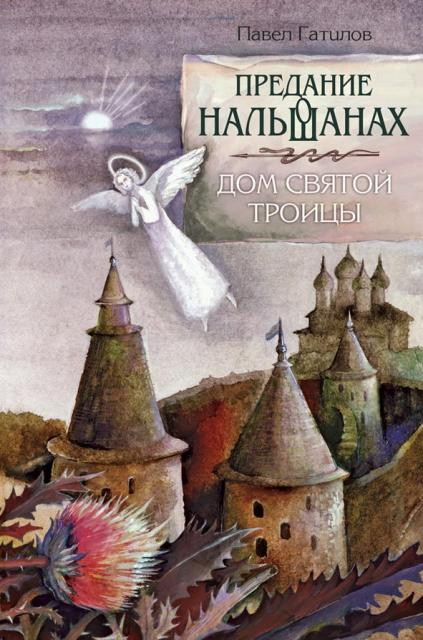 Павел Гатилов
ПРЕДАНИЕ
О
НАЛЬШАНАХ
ДОМ СВЯТОЙ
ТРОИЦЫ